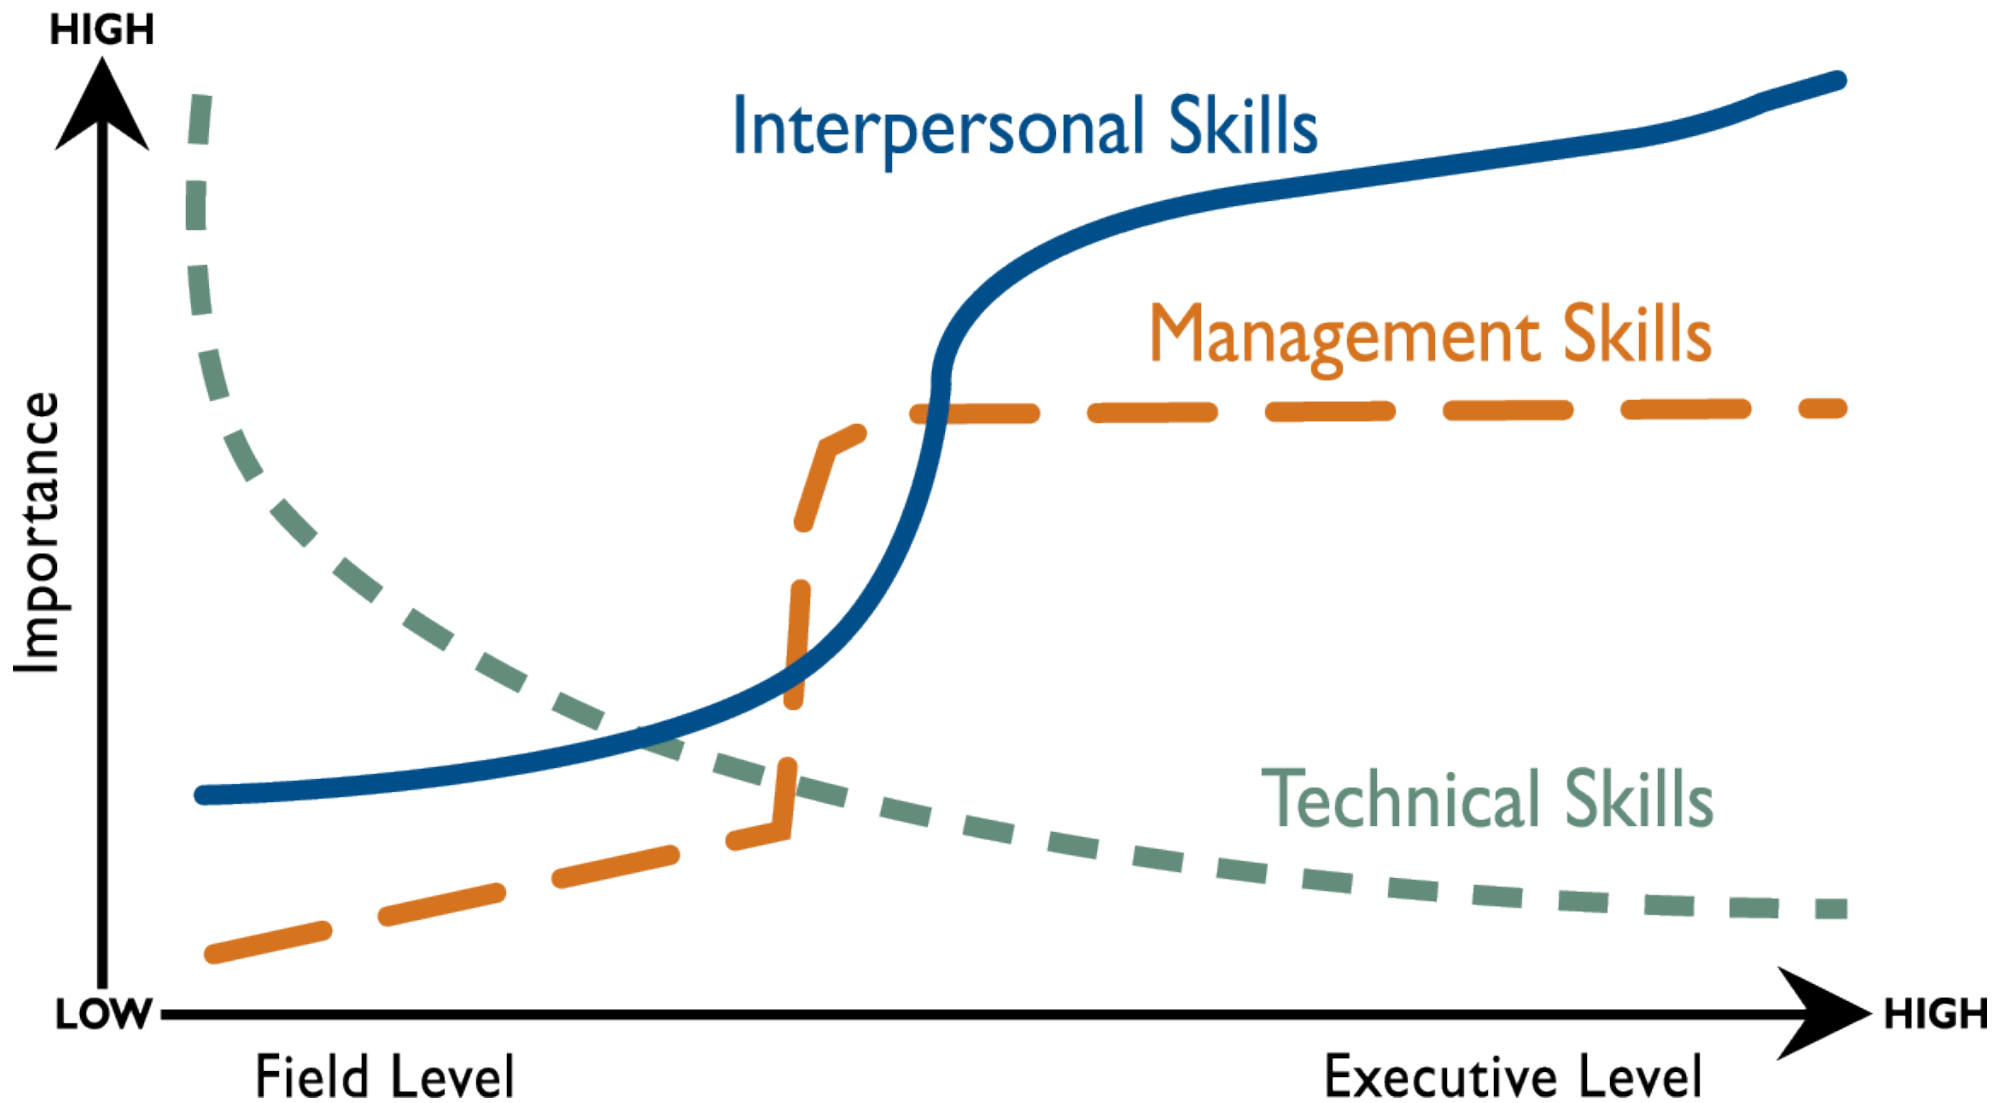 HIGH
Interpersonal Skills
Management Skills
Importance
Technical Skills
LOW
HIGH
Field Level
Executive Level